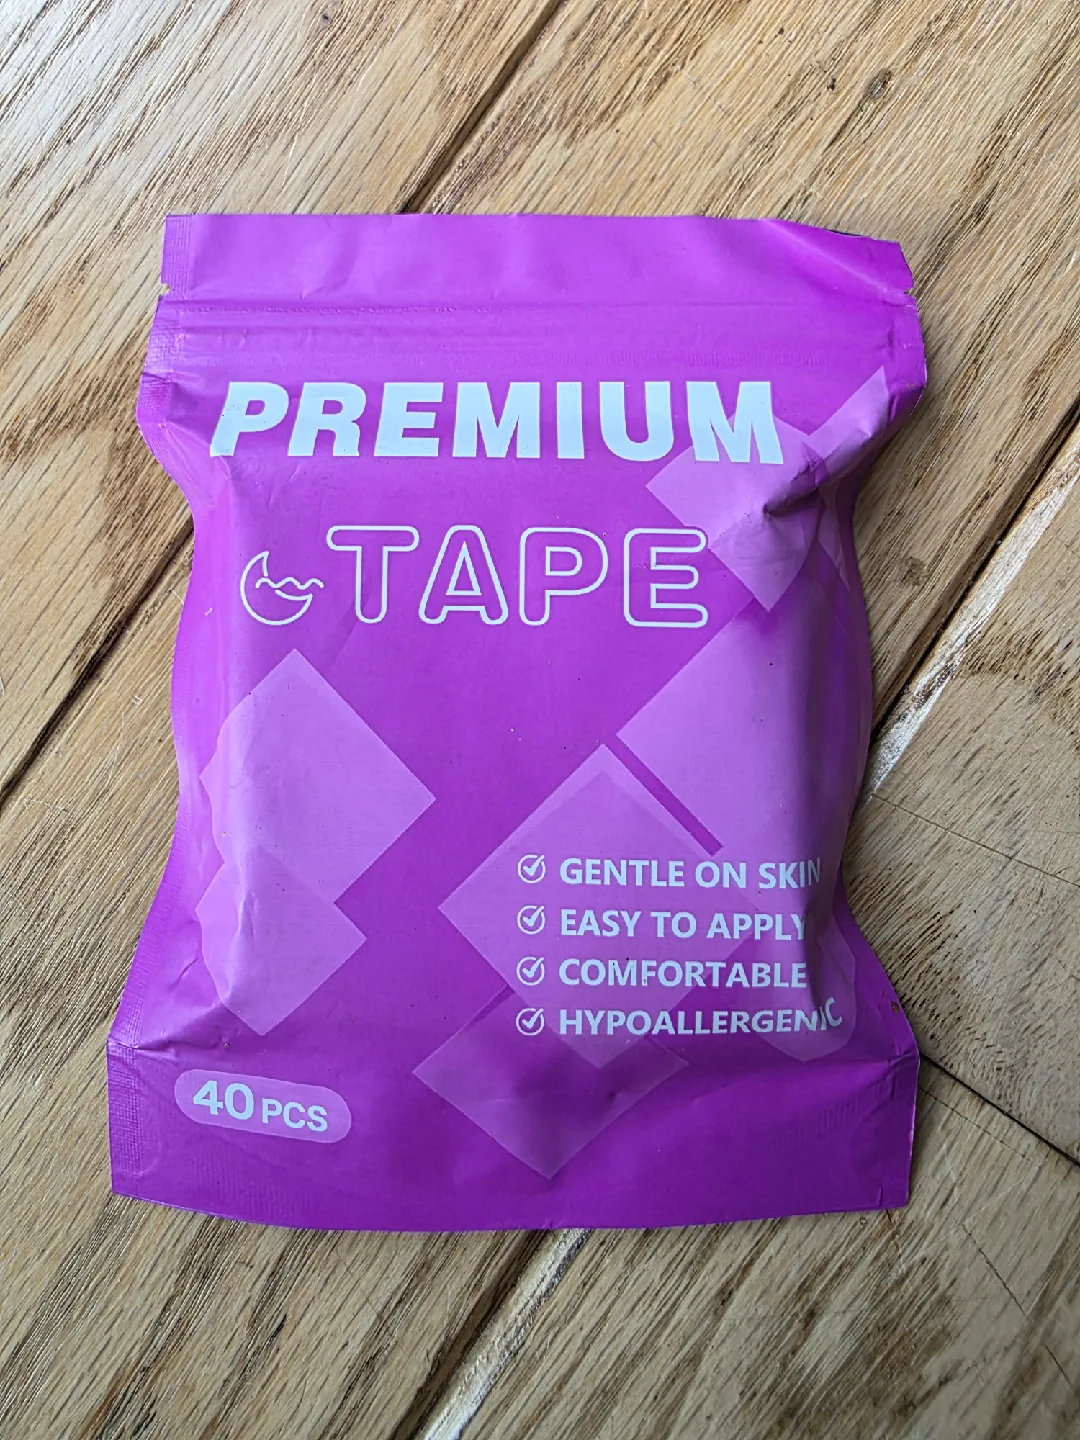 PREMIUM
TAPE
GENTLE ON SKIN
EASY TO APPLY
COMFORTABLE
HYPOALLERGENIC
40 PCS